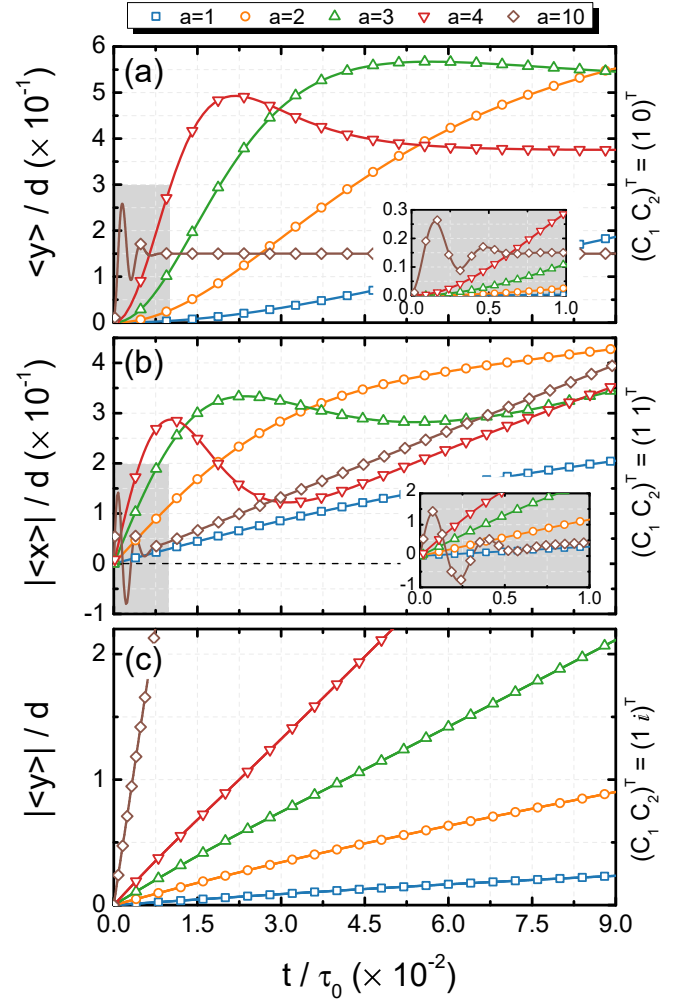 a=1 a=2 a=3 a=4 a=10
(a)
<y> / d (× 10⁻¹)
6
5
4
3
2
1
0
0.3
0.2
0.1
0.0
0.0 0.5 1.0
(C₁ C₂)ᵀ = (1 0)ᵀ
(b)
|<x>| / d (× 10⁻¹)
4
3
2
1
0
-1
2
1
0
-1
0.0 0.5 1.0
(C₁ C₂)ᵀ = (1 1)ᵀ
(c)
|<y>| / d
2
1
0
(C₁ C₂)ᵀ = (1 i)ᵀ
0.0 1.5 3.0 4.5 6.0 7.5 9.0
t / τ₀ (× 10⁻²)